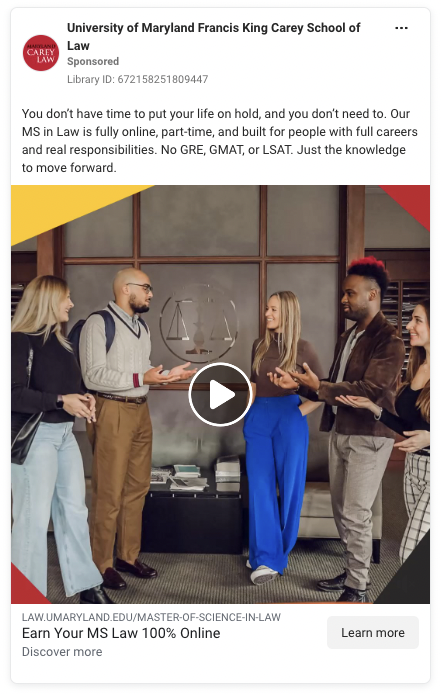 University of Maryland Francis King Carey School of
Law
Sponsored
Library ID: 672158251809447
MARYLAND
CAREY
LAW
You don’t have time to put your life on hold, and you don’t need to. Our
MS in Law is fully online, part-time, and built for people with full careers
and real responsibilities. No GRE, GMAT, or LSAT. Just the knowledge
to move forward.
LAW.UMARYLAND.EDU/MASTER-OF-SCIENCE-IN-LAW
Earn Your MS Law 100% Online
Discover more
Learn more